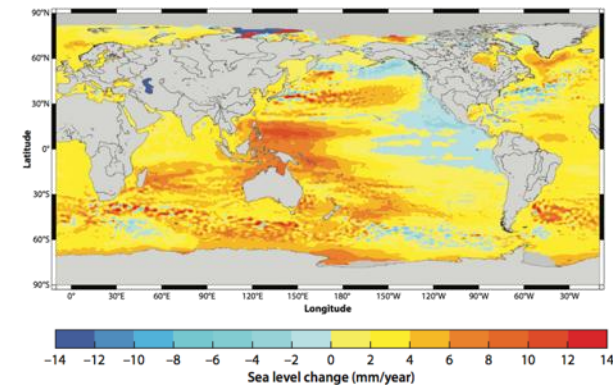 90°N
60°N
30°N
0°
30°S
60°S
90°S
Latitude
0° 30°E 60°E 90°E 120°E 150°E 180° 150°W 120°W 90°W 60°W 30°W
Longitude
−14 −12 −10 −8 −6 −4 −2 0 2 4 6 8 10 12 14
Sea level change (mm/year)